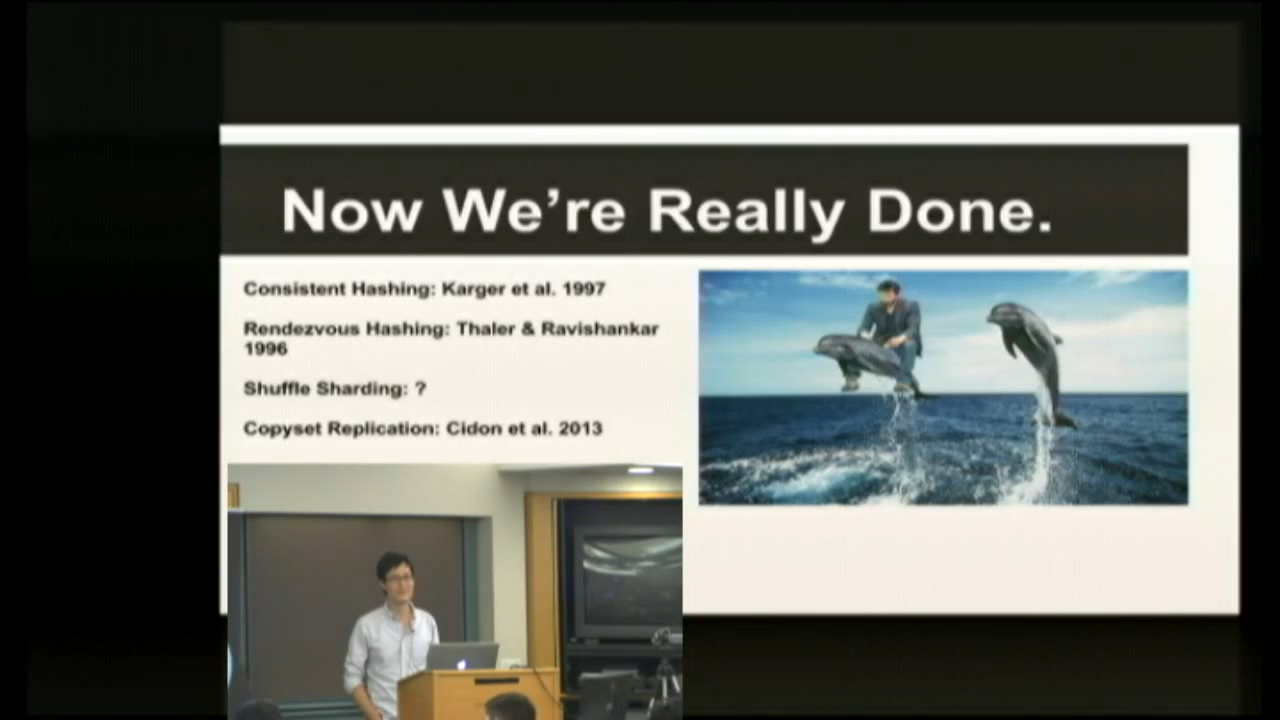 Now We're Really Done.
Consistent Hashing: Karger et al. 1997
Rendezvous Hashing: Thaler & Ravishankar
1996
Shuffle Sharding: ?
Copyset Replication: Cidon et al. 2013